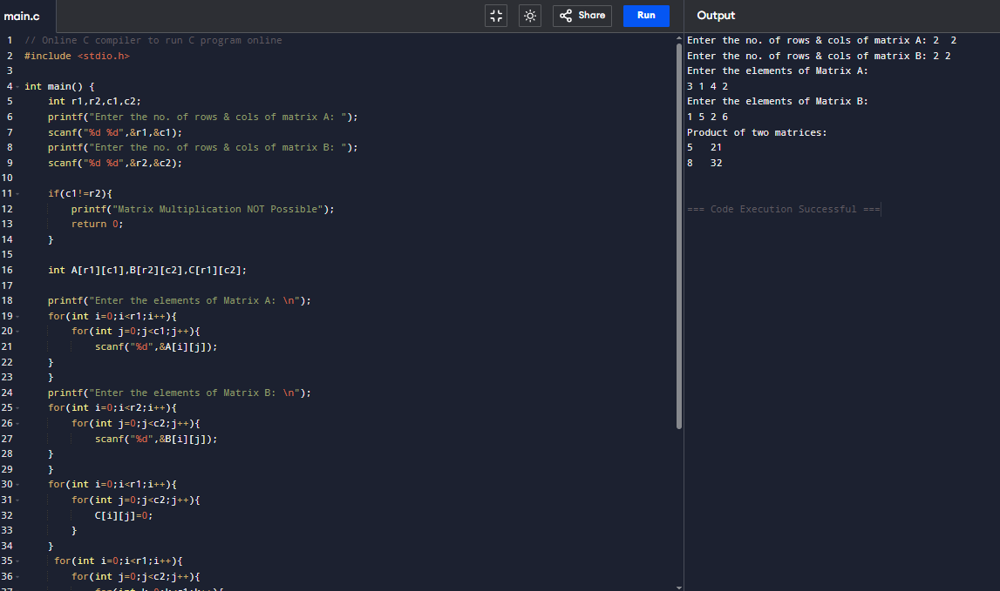 main.c
Share
Run
Output
1 // Online C compiler to run C program online
2 #include <stdio.h>
3
4 int main() {
5     int r1,r2,c1,c2;
6     printf("Enter the no. of rows & cols of matrix A: ");
7     scanf("%d %d",&r1,&c1);
8     printf("Enter the no. of rows & cols of matrix B: ");
9     scanf("%d %d",&r2,&c2);
10
11     if(c1!=r2){
12         printf("Matrix Multiplication NOT Possible");
13         return 0;
14     }
15
16     int A[r1][c1],B[r2][c2],C[r1][c2];
17
18     printf("Enter the elements of Matrix A: \n");
19     for(int i=0;i<r1;i++){
20         for(int j=0;j<c1;j++){
21             scanf("%d",&A[i][j]);
22     }
23     }
24     printf("Enter the elements of Matrix B: \n");
25     for(int i=0;i<r2;i++){
26         for(int j=0;j<c2;j++){
27             scanf("%d",&B[i][j]);
28     }
29     }
30     for(int i=0;i<r1;i++){
31         for(int j=0;j<c2;j++){
32             C[i][j]=0;
33         }
34     }
35      for(int i=0;i<r1;i++){
36         for(int j=0;j<c2;j++){
37
Enter the no. of rows & cols of matrix A: 2  2
Enter the no. of rows & cols of matrix B: 2 2
Enter the elements of Matrix A:
3 1 4 2
Enter the elements of Matrix B:
1 5 2 6
Product of two matrices:
5   21
8   32
=== Code Execution Successful ===